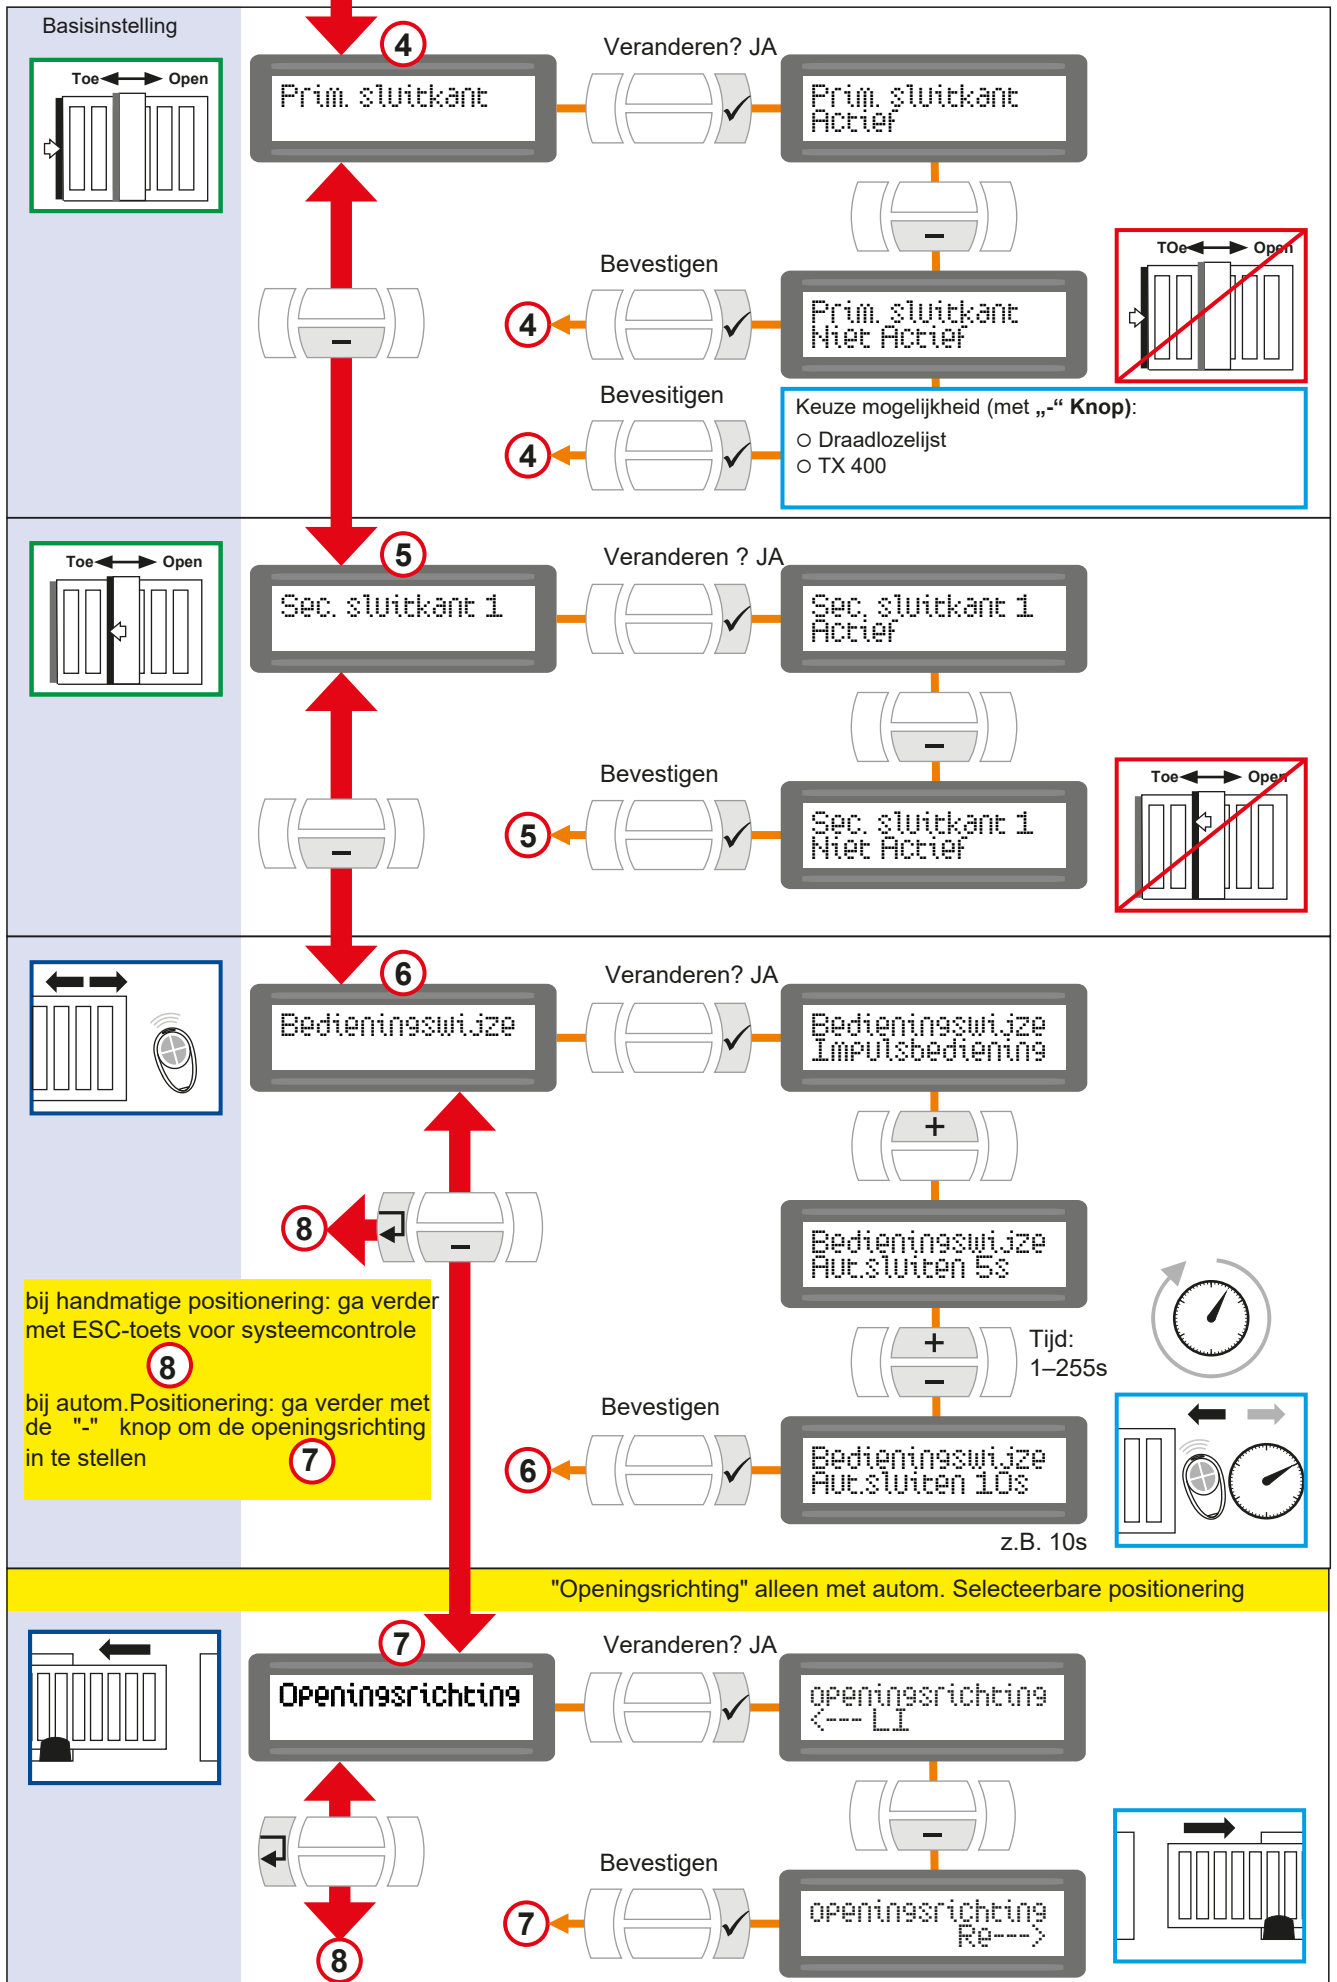 Basisinstelling
4
Veranderen? JA
Toe Open
Prim. sluitkant
Prim. sluitkant
Actief
TOe Open
Bevestigen
4
Prim. sluitkant
Niet Actief
Bevesitigen
4
Keuze mogelijkheid (met „-“ Knop):
Draadlozelijst
TX 400
5
Veranderen ? JA
Toe Open
Sec. sluitkant 1
Sec. sluitkant 1
Actief
Bevestigen
5
Toe Open
Sec. sluitkant 1
Niet Actief
6
Veranderen? JA
Bedieningswijze
Bedieningswijze
Impulsbediening
+
8
Bedieningswijze
Aut.sluiten 5s
bij handmatige positionering: ga verder
met ESC-toets voor systeemcontrole
8
bij autom.Positionering: ga verder met
de "-" knop om de openingsrichting
in te stellen
7
+
Tijd:
1–255s
Bevestigen
6
Bedieningswijze
Aut.sluiten 10s
z.B. 10s
"Openingsrichting" alleen met autom. Selecteerbare positionering
7
Veranderen? JA
Openingsrichting
openingsrichting
<--- LI
Bevestigen
7
openingsrichting
Re--->
8